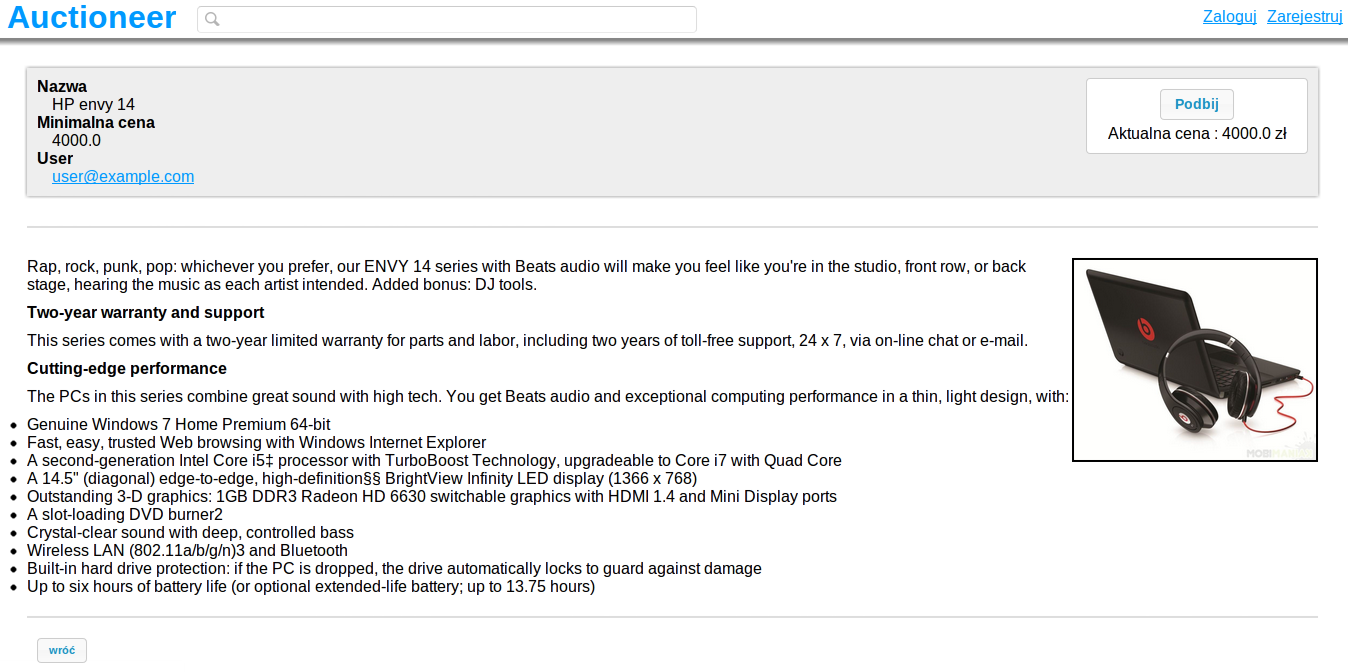 Auctioneer
Zaloguj Zarejestruj
Nazwa
HP envy 14
Minimalna cena
4000.0
User
user@example.com
Podbij
Aktualna cena : 4000.0 zł
Rap, rock, punk, pop: whichever you prefer, our ENVY 14 series with Beats audio will make you feel like you're in the studio, front row, or back
stage, hearing the music as each artist intended. Added bonus: DJ tools.
Two-year warranty and support
This series comes with a two-year limited warranty for parts and labor, including two years of toll-free support, 24 x 7, via on-line chat or e-mail.
Cutting-edge performance
The PCs in this series combine great sound with high tech. You get Beats audio and exceptional computing performance in a thin, light design, with:
Genuine Windows 7 Home Premium 64-bit
Fast, easy, trusted Web browsing with Windows Internet Explorer
A second-generation Intel Core i5‡ processor with TurboBoost Technology, upgradeable to Core i7 with Quad Core
A 14.5" (diagonal) edge-to-edge, high-definition§§ BrightView Infinity LED display (1366 x 768)
Outstanding 3-D graphics: 1GB DDR3 Radeon HD 6630 switchable graphics with HDMI 1.4 and Mini Display ports
A slot-loading DVD burner2
Crystal-clear sound with deep, controlled bass
Wireless LAN (802.11a/b/g/n)3 and Bluetooth
Built-in hard drive protection: if the PC is dropped, the drive automatically locks to guard against damage
Up to six hours of battery life (or optional extended-life battery; up to 13.75 hours)
wróć